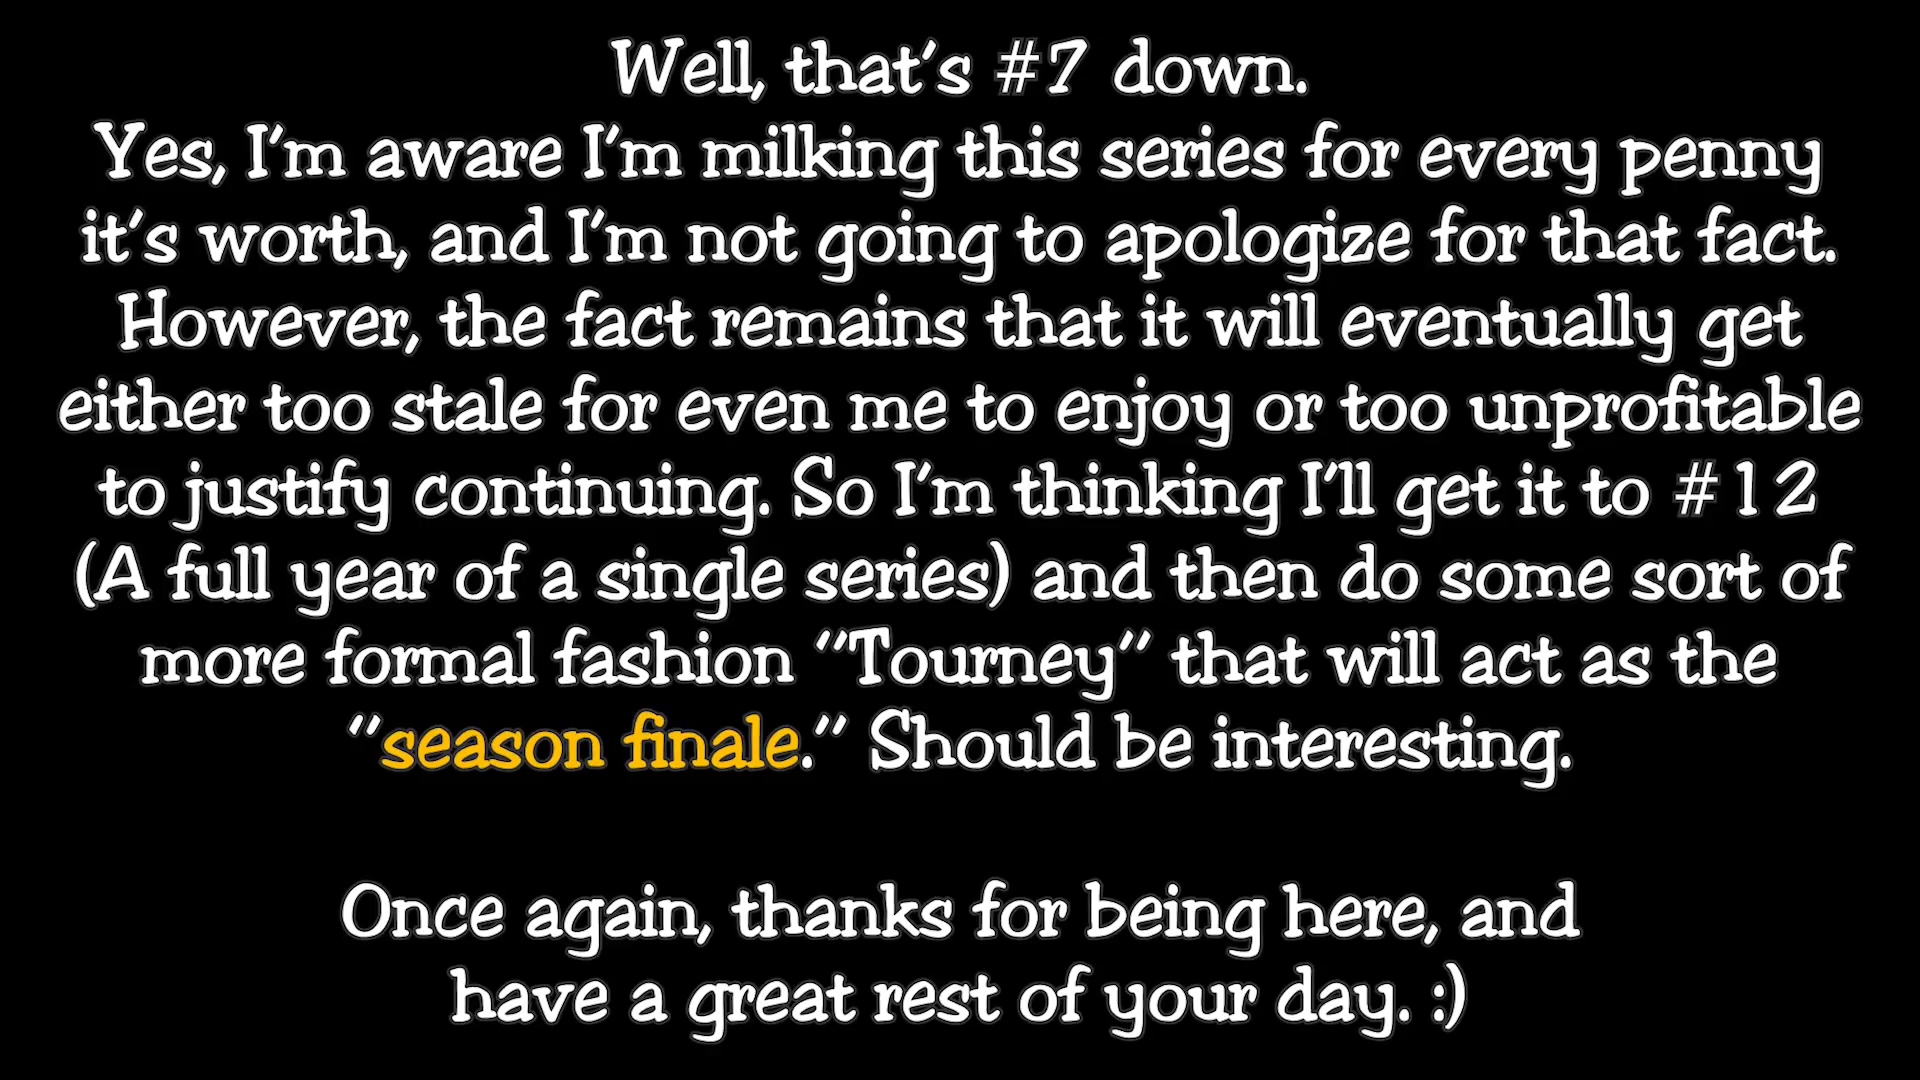 Well, that's #7 down.
Yes, I'm aware I'm milking this series for every penny
it's worth, and I'm not going to apologize for that fact.
However, the fact remains that it will eventually get
either too stale for even me to enjoy or too unprofitable
to justify continuing. So I'm thinking I'll get it to #12
(A full year of a single series) and then do some sort of
more formal fashion "Tourney" that will act as the
"season finale." Should be interesting.
Once again, thanks for being here, and
have a great rest of your day. :)